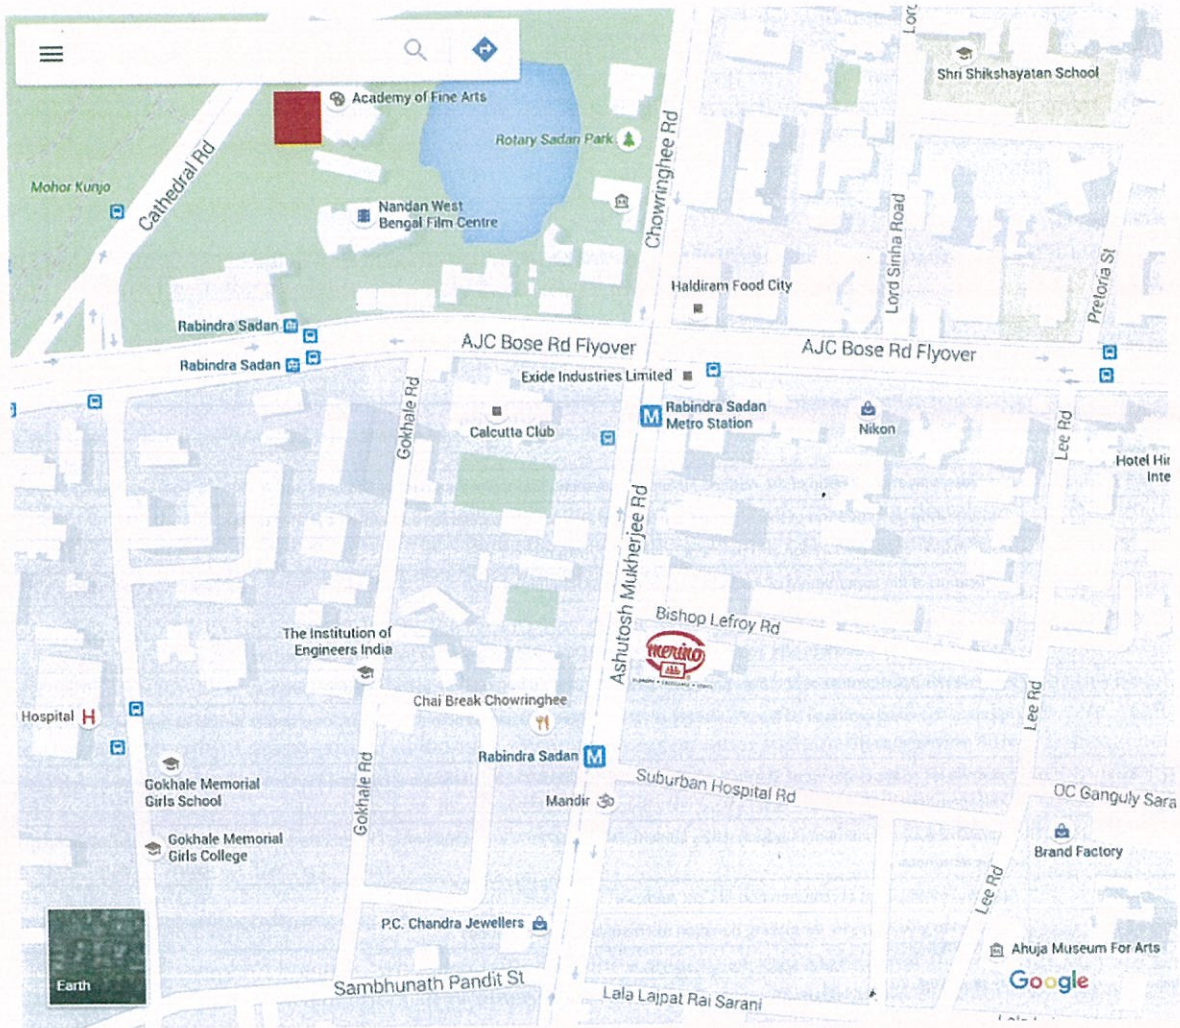 Lord
Shri Shikshayatan School
Academy of Fine Arts
Rotary Sadan Park
Chowringhee Rd
Cathedral Rd
Mohor Kunjo
Nandan West
Bengal Film Centre
Lord Sinha Road
Pretoria St
Haldiram Food City
Rabindra Sadan
AJC Bose Rd Flyover
AJC Bose Rd Flyover
Rabindra Sadan
Exide Industries Limited
Gokhale Rd
Calcutta Club
M
Rabindra Sadan
Metro Station
Nikon
Lee Rd
Hotel Hin
Inte
Ashutosh Mukherjee Rd
Bishop Lefroy Rd
merino
The Institution of
Engineers India
Chai Break Chowringhee
Lee Rd
Hospital H
Rabindra Sadan M
Gokhale Memorial
Girls School
Gokhale Rd
Mandir
Suburban Hospital Rd
OC Ganguly Sara
Gokhale Memorial
Girls College
Brand Factory
Lee Rd
P.C. Chandra Jewellers
Ahuja Museum For Arts
Earth
Google
Sambhunath Pandit St
Lala Lajpat Rai Sarani